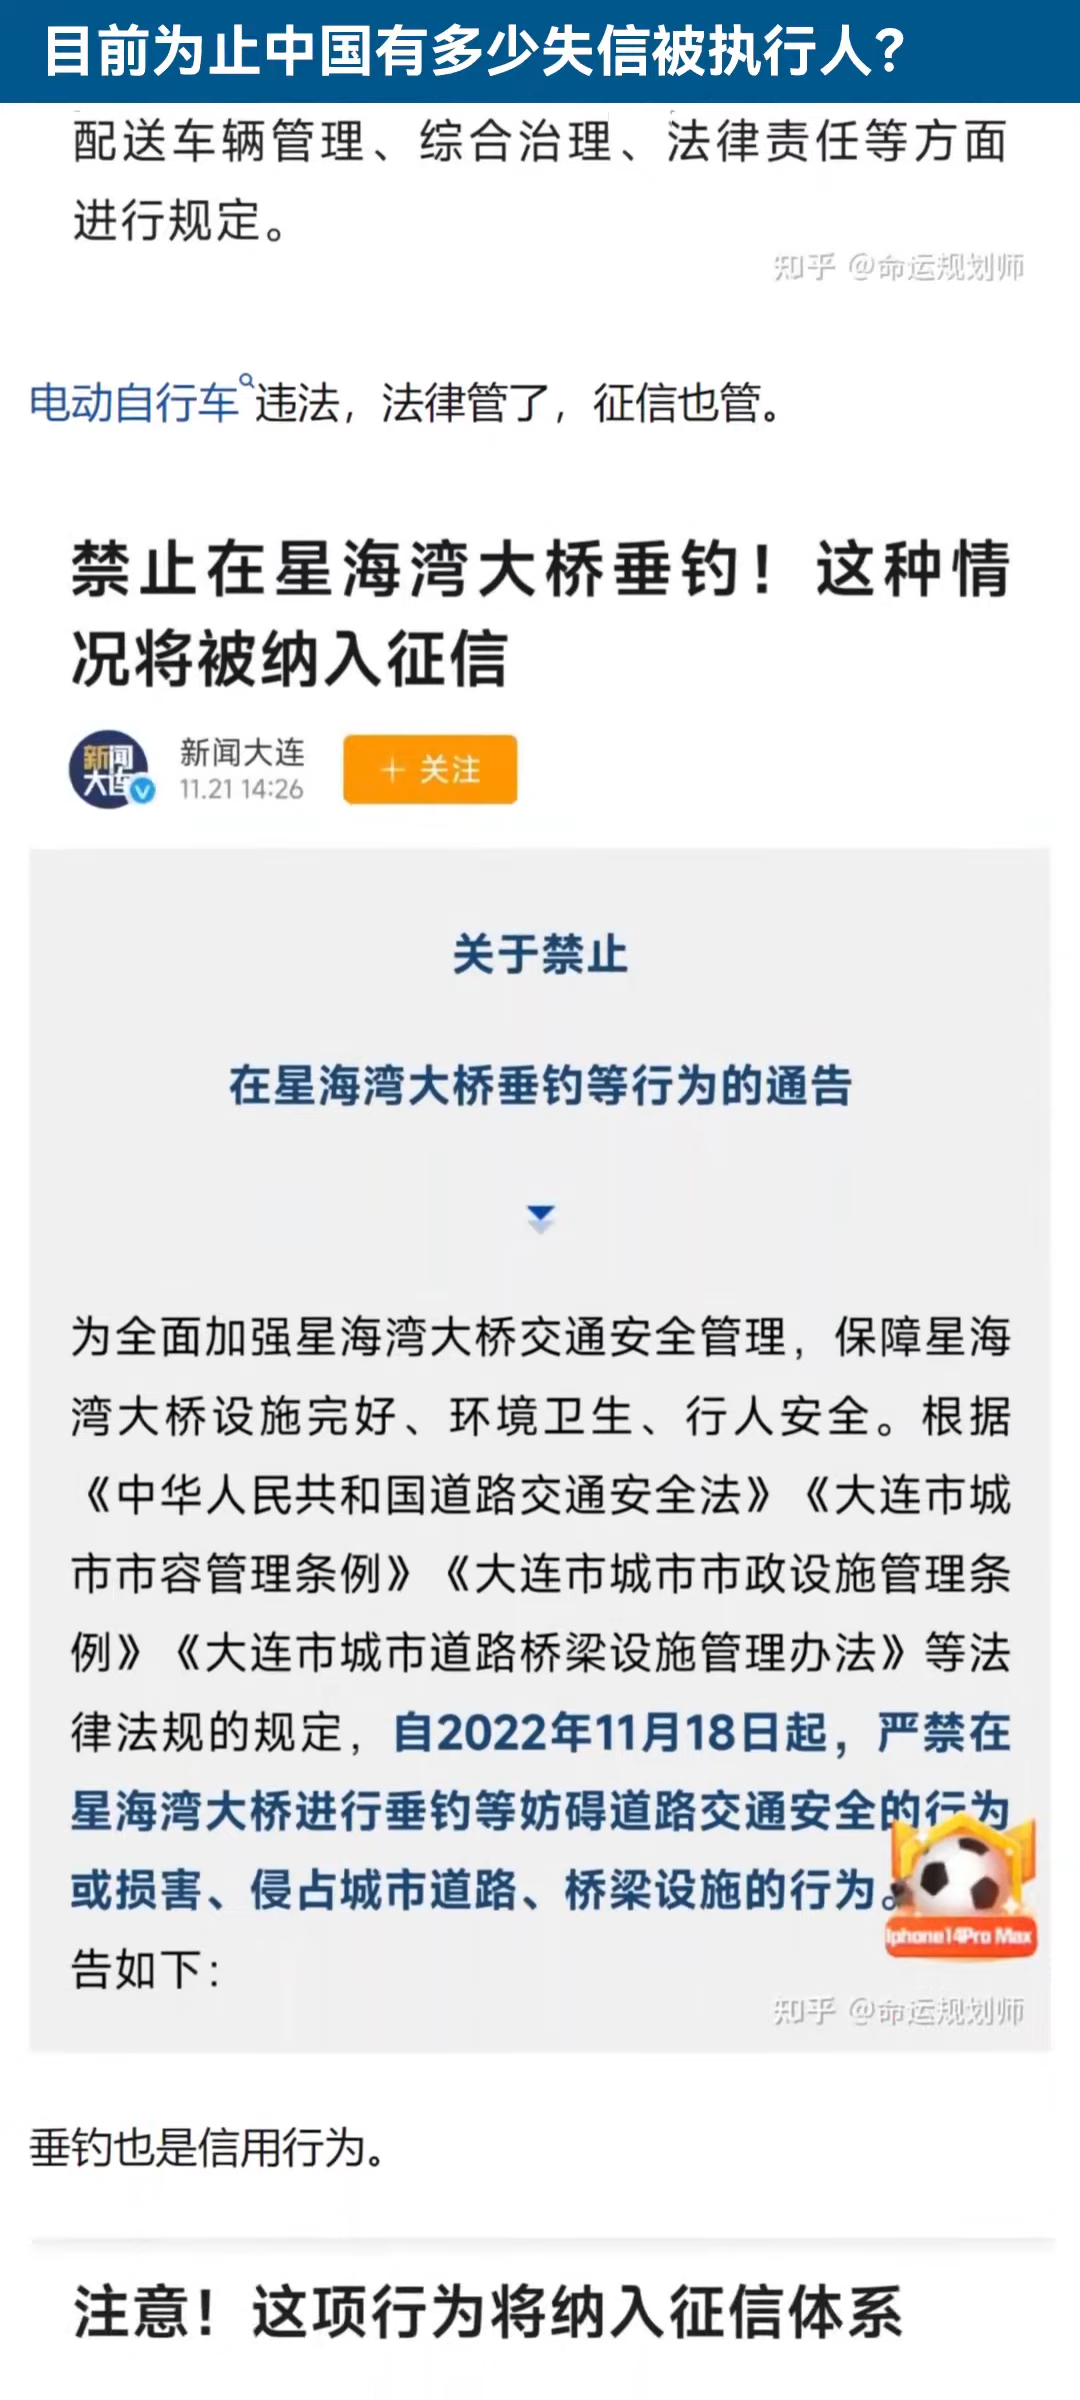 目前为止中国有多少失信被执行人？
配送车辆管理、综合治理、法律责任等方面
进行规定。
知乎 @命运规划师
电动自行车违法，法律管了，征信也管。
禁止在星海湾大桥垂钓！这种情
况将被纳入征信
新闻大连
新闻大连
11.21 14:26
+ 关注
关于禁止
在星海湾大桥垂钓等行为的通告
为全面加强星海湾大桥交通安全管理，保障星海
湾大桥设施完好、环境卫生、行人安全。根据
《中华人民共和国道路交通安全法》《大连市城
市市容管理条例》《大连市城市市政设施管理条
例》《大连市城市道路桥梁设施管理办法》等法
律法规的规定，自2022年11月18日起，严禁在
星海湾大桥进行垂钓等妨碍道路交通安全的行为
或损害、侵占城市道路、桥梁设施的行为。
Iphone14Pro Max
告如下：
知乎 @命运规划师
垂钓也是信用行为。
注意！这项行为将纳入征信体系